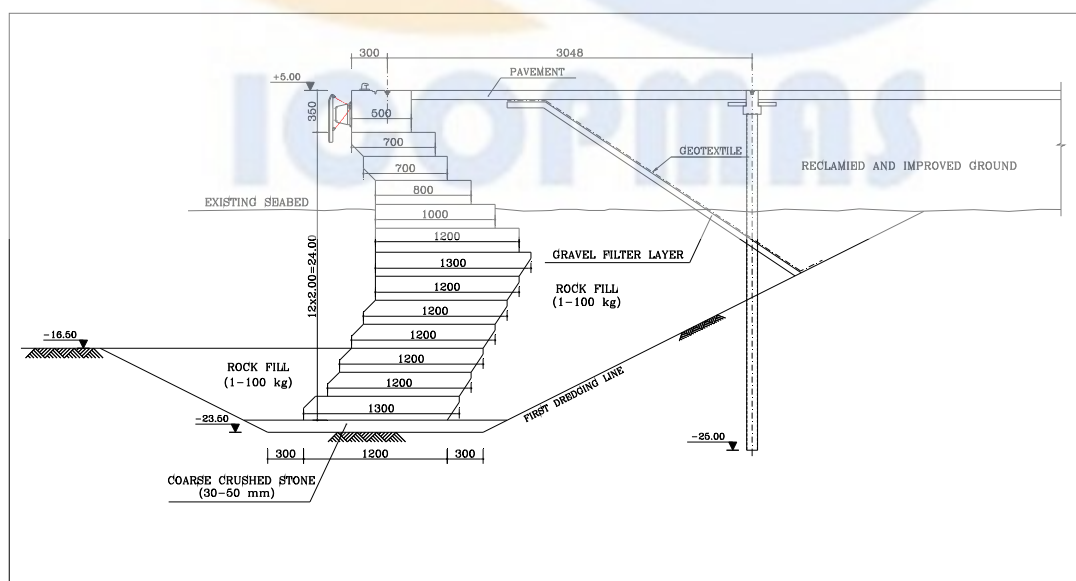 ICOPMAS
300
3048
+5.00
PAVEMENT
350
500
700
GEOTEXTILE
700
RECLAMIED AND IMPROVED GROUND
800
EXISTING SEABED
1000
1200
GRAVEL FILTER LAYER
1300
12x2.00=24.00
1200
ROCK FILL
(1-100 kg)
1200
-16.50
1200
ROCK FILL
(1-100 kg)
1200
1200
FIRST DREDGING LINE
1300
-23.50
-25.00
300
1200
300
COARSE CRUSHED STONE
(30-50 mm)